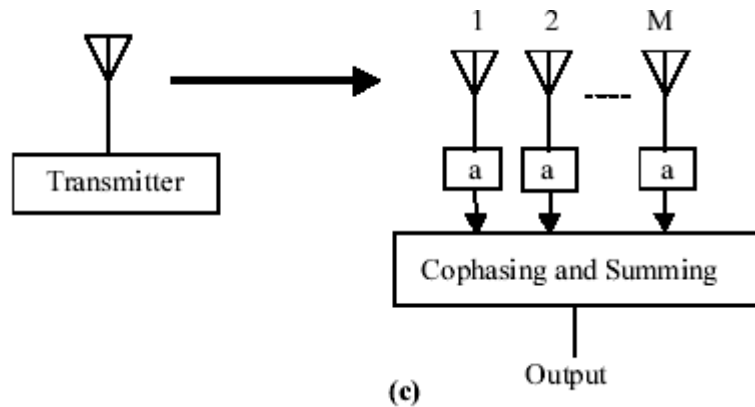 1 2 M
Transmitter
a a a
Cophasing and Summing
Output
(c)